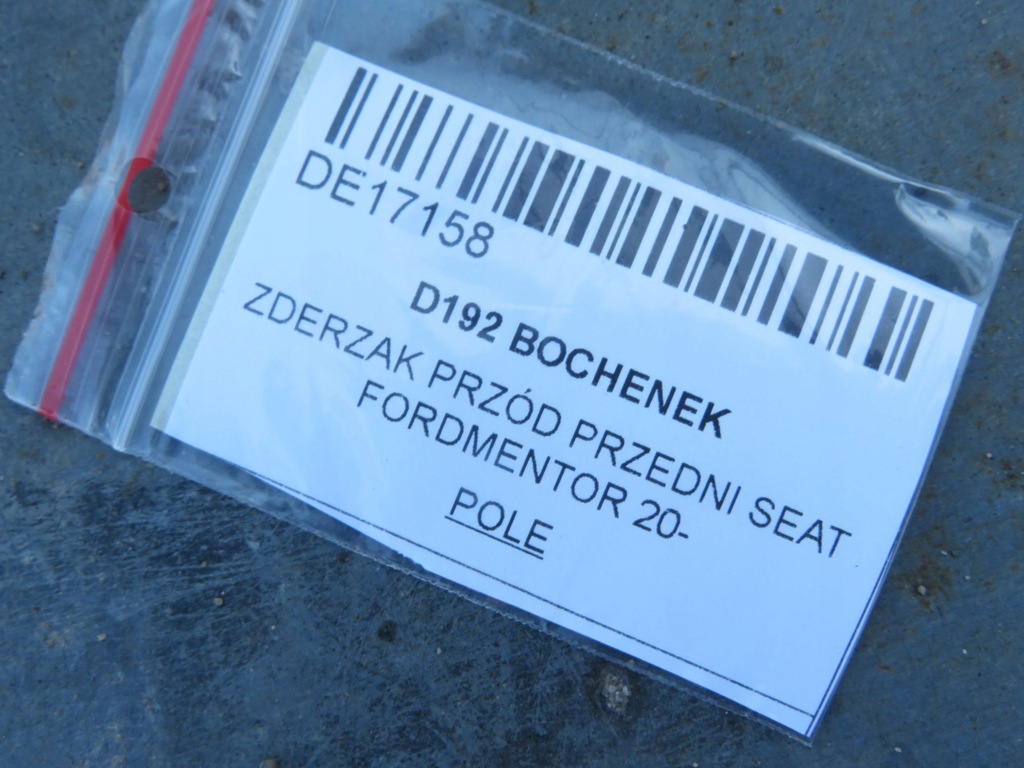 DE17158
D192 BOCHENEK
ZDERZAK PRZÓD PRZEDNI SEAT
FORDMENTOR 20-
POLE